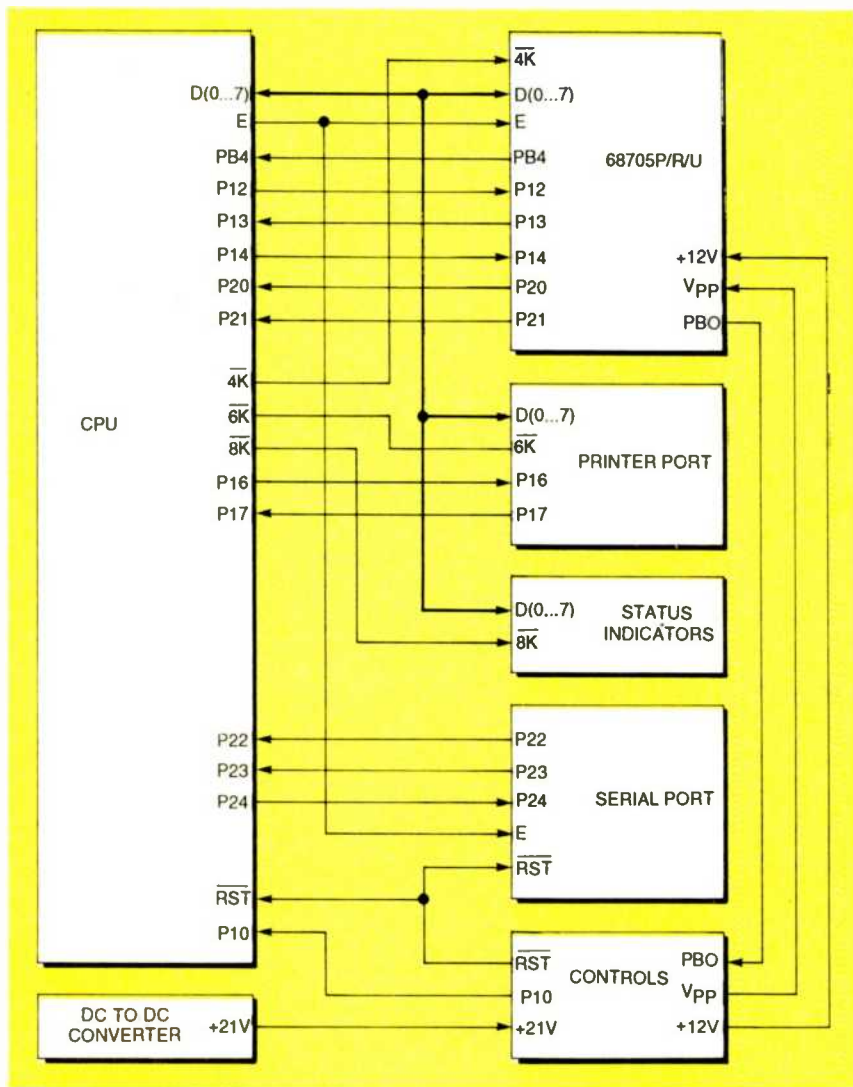 CPU
D(0...7)
E
PB4
P12
P13
P14
P20
P21
4K
6K
8K
P16
P17
P22
P23
P24
RST
P10
DC TO DC
CONVERTER
+21V
4K
D(0...7)
E
PB4
P12
P13
P14
P20
P21
68705P/R/U
+12V
VPP
PBO
D(0...7)
6K
P16
P17
PRINTER PORT
D(0...7)
8K
STATUS
INDICATORS
P22
P23
P24
E
RST
SERIAL PORT
RST
P10
+21V
CONTROLS
PBO
VPP
+12V